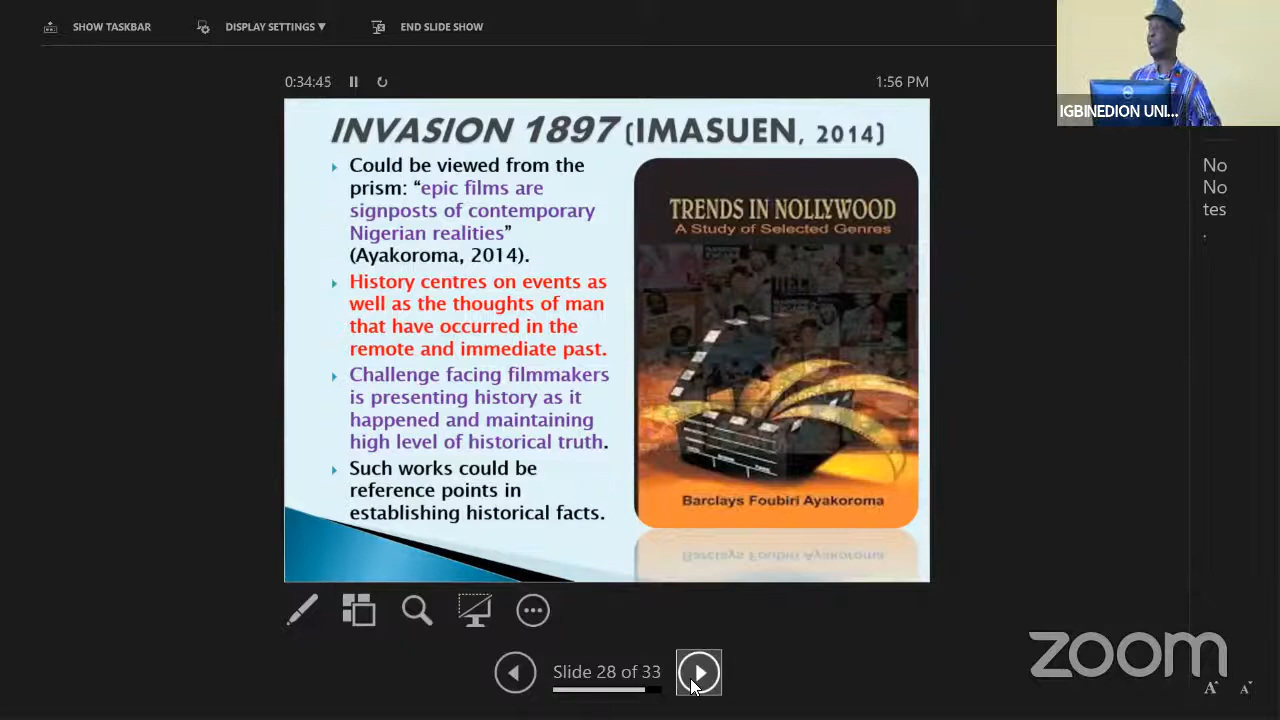 SHOW TASKBAR
DISPLAY SETTINGS ▼
END SLIDE SHOW
0:34:45
1:56 PM
IGBINEDION UNI...
INVASION 1897 (IMASUEN, 2014)
Could be viewed from the
prism: “epic films are
signposts of contemporary
Nigerian realities”
(Ayakoroma, 2014).
History centres on events as
well as the thoughts of man
that have occurred in the
remote and immediate past.
Challenge facing filmmakers
is presenting history as it
happened and maintaining
high level of historical truth.
Such works could be
reference points in
establishing historical facts.
TRENDS IN NOLLYWOOD
A Study of Selected Genres
Barclays Foubiri Ayakoroma
No
No
tes
.
Slide 28 of 33
zoom
A A